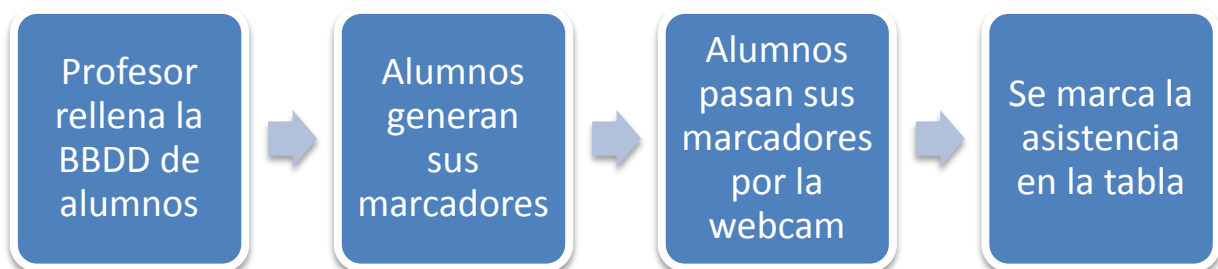 Profesor
rellena la
BBDD de
alumnos
Alumnos
generan
sus
marcadores
Alumnos
pasan sus
marcadores
por la
webcam
Se marca la
asistencia
en la tabla